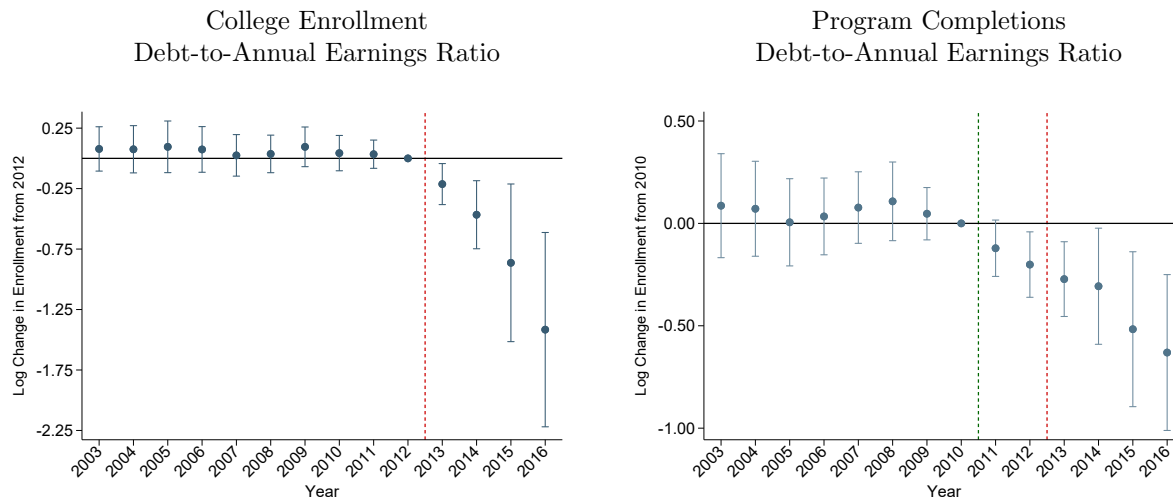 College Enrollment
Debt-to-Annual Earnings Ratio
Log Change in Enrollment from 2012
0.25
-0.25
-0.75
-1.25
-1.75
-2.25
2003 2004 2005 2006 2007 2008 2009 2010 2011 2012 2013 2014 2015 2016
Year
Program Completions
Debt-to-Annual Earnings Ratio
Log Change in Enrollment from 2010
0.50
0.00
-0.50
-1.00
2003 2004 2005 2006 2007 2008 2009 2010 2011 2012 2013 2014 2015 2016
Year